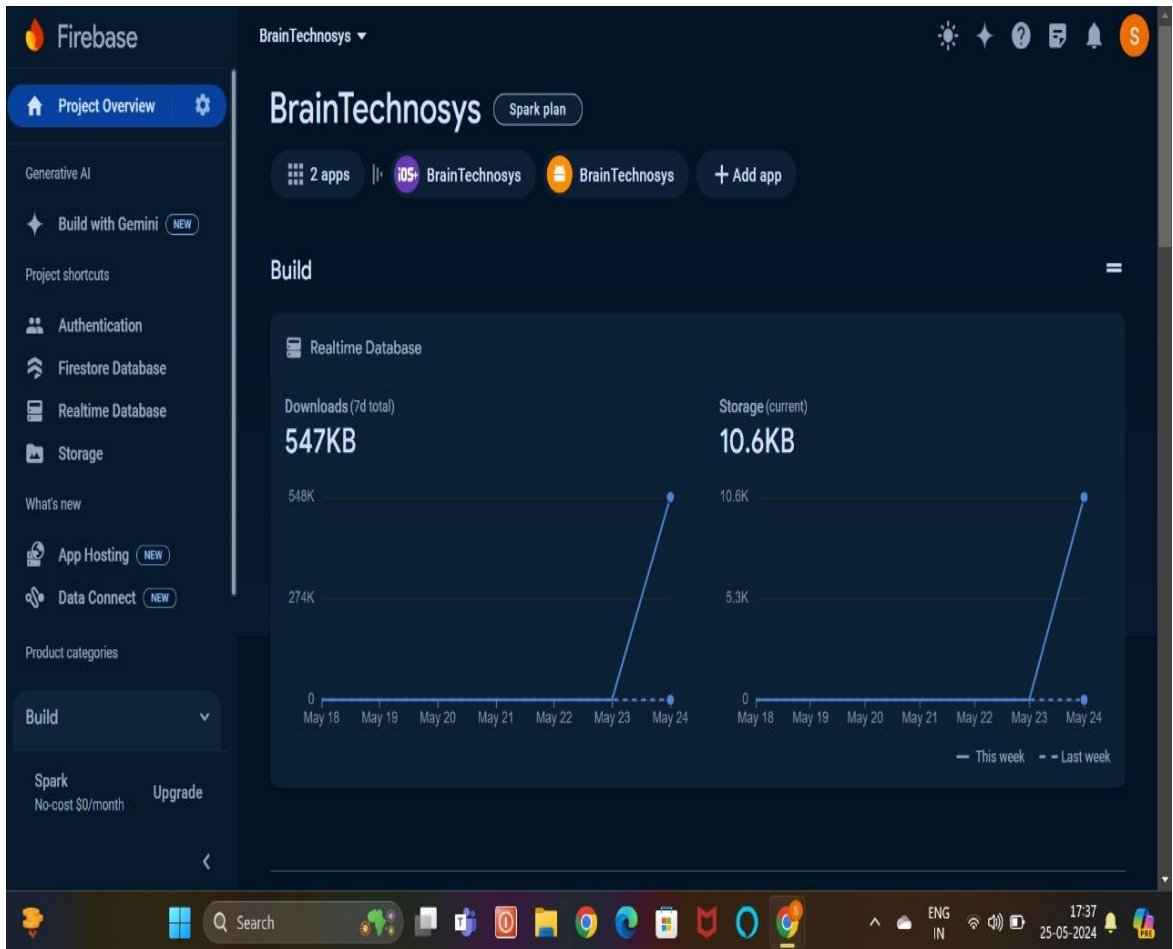 Firebase
BrainTechnosys
S
Project Overview
Generative AI
Build with Gemini NEW
Project shortcuts
Authentication
Firestore Database
Realtime Database
Storage
What's new
App Hosting NEW
Data Connect NEW
Product categories
Build
Spark
No-cost $0/month
Upgrade
BrainTechnosys Spark plan
2 apps iOS+ BrainTechnosys BrainTechnosys + Add app
Build
Realtime Database
Downloads (7d total)
547KB
548K
274K
0
May 18 May 19 May 20 May 21 May 22 May 23 May 24
Storage (current)
10.6KB
10.6K
5.3K
0
May 18 May 19 May 20 May 21 May 22 May 23 May 24
This week Last week
Search
ENG
IN
17:37
25-05-2024
PRE